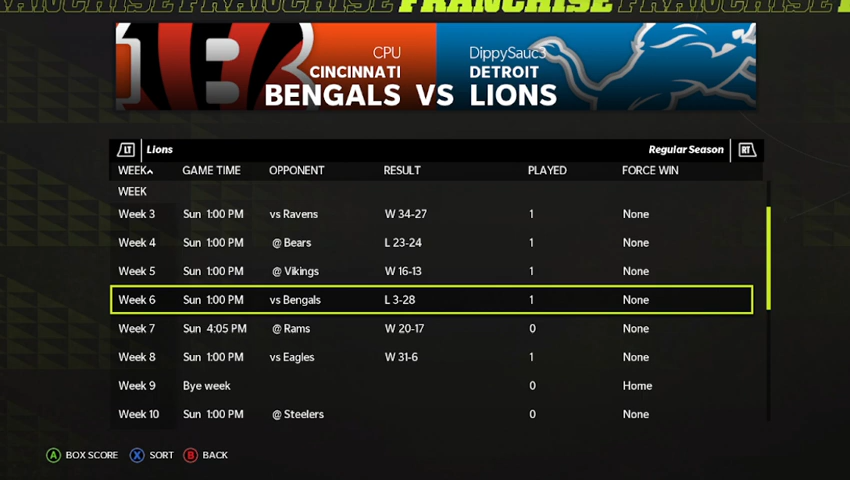 FRANCHISE FRANCHISE FRANCHISE FRANCHISE
CPU DippySauc3
CINCINNATI DETROIT
BENGALS VS LIONS
LT Lions Regular Season RT
WEEK GAME TIME OPPONENT RESULT PLAYED FORCE WIN
WEEK
Week 3 Sun 1:00 PM vs Ravens W 34-27 1 None
Week 4 Sun 1:00 PM @ Bears L 23-24 1 None
Week 5 Sun 1:00 PM @ Vikings W 16-13 1 None
Week 6 Sun 1:00 PM vs Bengals L 3-28 1 None
Week 7 Sun 4:05 PM @ Rams W 20-17 0 None
Week 8 Sun 1:00 PM vs Eagles W 31-6 1 None
Week 9 Bye week 0 Home
Week 10 Sun 1:00 PM @ Steelers 0 None
A BOX SCORE X SORT B BACK